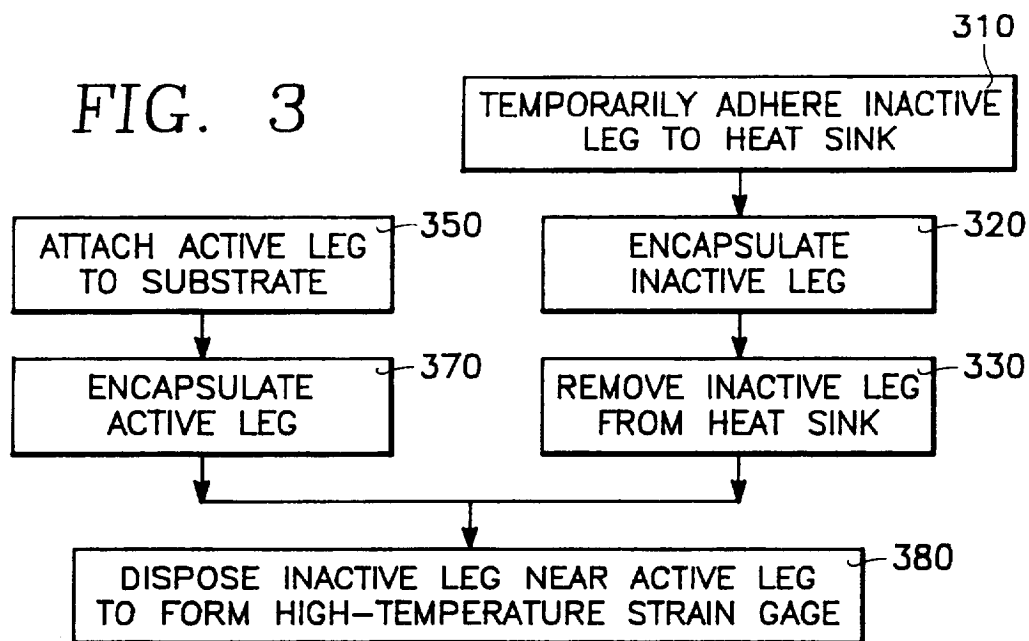 FIG. 3
310
TEMPORARILY ADHERE INACTIVE
LEG TO HEAT SINK
350
ATTACH ACTIVE LEG
TO SUBSTRATE
320
ENCAPSULATE
INACTIVE LEG
370
ENCAPSULATE
ACTIVE LEG
330
REMOVE INACTIVE LEG
FROM HEAT SINK
380
DISPOSE INACTIVE LEG NEAR ACTIVE LEG
TO FORM HIGH-TEMPERATURE STRAIN GAGE